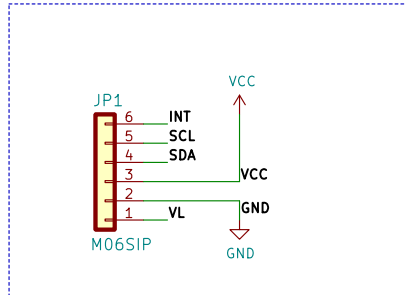 VCC
JP1
6 INT
5 SCL
4 SDA
3 VCC
2 GND
1 VL
M06SIP
GND